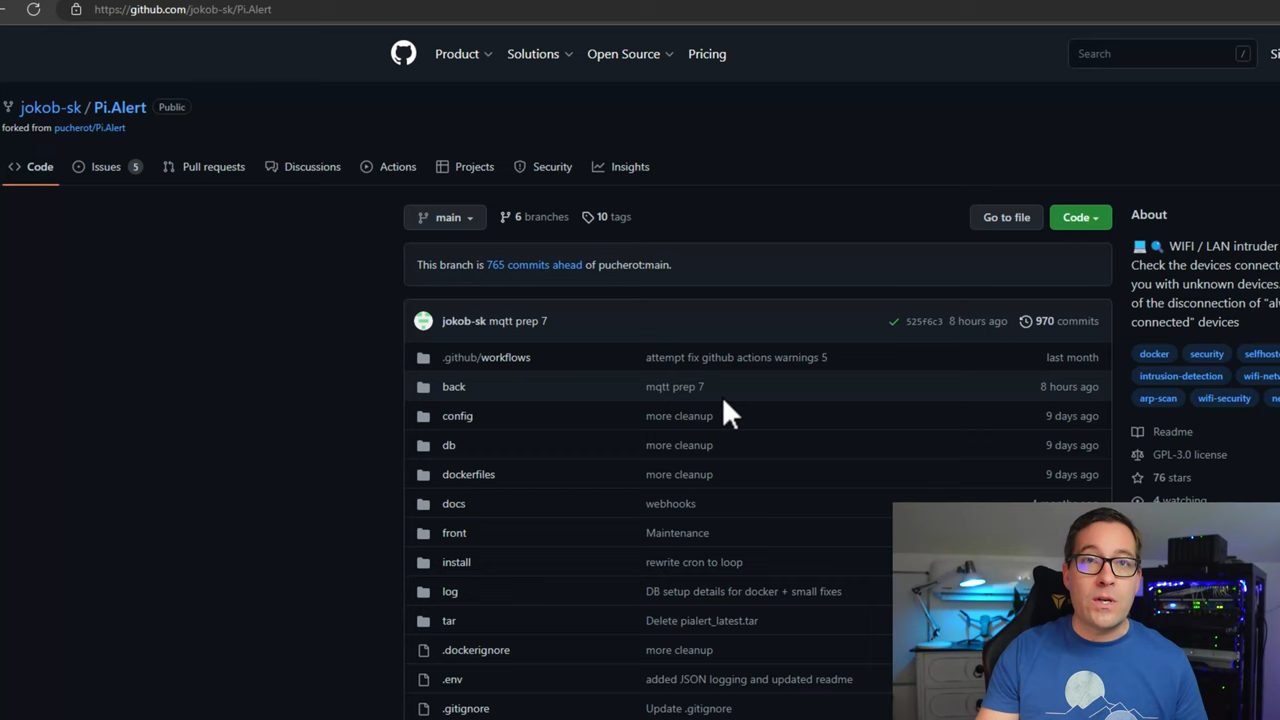 https://github.com/jokob-sk/Pi.Alert
Product Solutions Open Source Pricing Search /
jokob-sk / Pi.Alert Public
forked from pucherot/Pi.Alert
Code Issues 5 Pull requests Discussions Actions Projects Security Insights
main 6 branches 10 tags Go to file Code
This branch is 765 commits ahead of pucherot:main.
jokob-sk mqtt prep 7 525f6c3 8 hours ago 970 commits
.github/workflows attempt fix github actions warnings 5 last month
back mqtt prep 7 8 hours ago
config more cleanup 9 days ago
db more cleanup 9 days ago
dockerfiles more cleanup 9 days ago
docs webhooks
front Maintenance
install rewrite cron to loop
log DB setup details for docker + small fixes
tar Delete pialert_latest.tar
.dockerignore more cleanup
.env added JSON logging and updated readme
.gitignore Update .gitignore
About
WIFI / LAN intruder
Check the devices connecte
you with unknown devices.
of the disconnection of "alw
connected" devices
docker security selfhoste
intrusion-detection wifi-net
arp-scan wifi-security
Readme
GPL-3.0 license
76 stars
4 watching